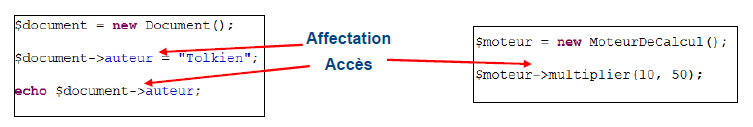 $document = new Document();
$document->auteur = "Tolkien";
echo $document->auteur;
Affectation
Accès
$moteur = new MoteurDeCalcul();
$moteur->multiplier(10, 50);